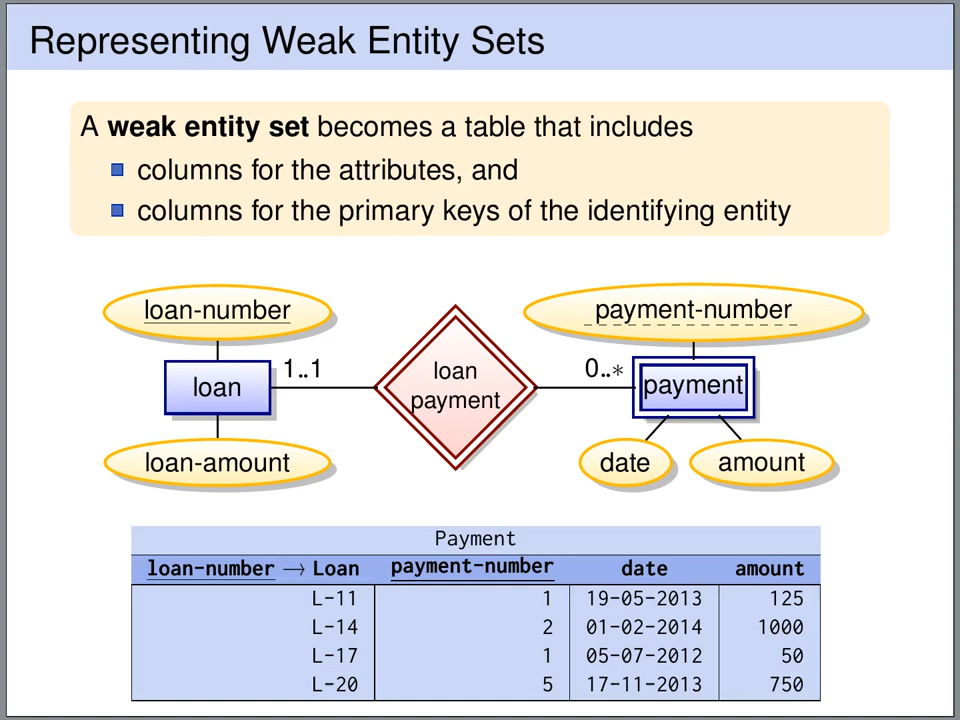 Representing Weak Entity Sets
A weak entity set becomes a table that includes
columns for the attributes, and
columns for the primary keys of the identifying entity
loan-number
payment-number
loan
1..1
loan
payment
0..*
payment
loan-amount
date
amount
Payment
loan-number → Loan payment-number date amount
L-11 1 19-05-2013 125
L-14 2 01-02-2014 1000
L-17 1 05-07-2012 50
L-20 5 17-11-2013 750